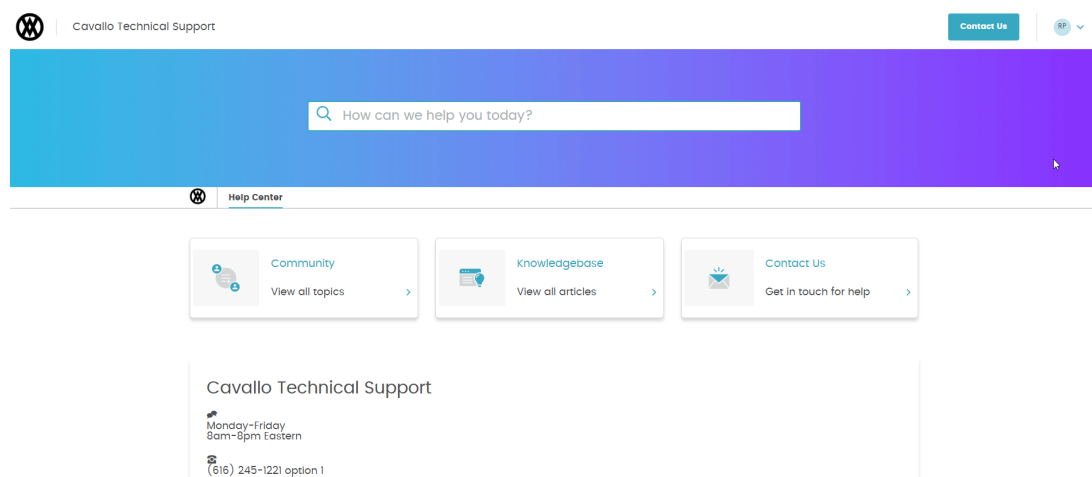 Cavallo Technical Support
Contact Us
RP
How can we help you today?
Help Center
Community
View all topics
Knowledgebase
View all articles
Contact Us
Get in touch for help
Cavallo Technical Support
Monday-Friday
8am-8pm Eastern
(616) 245-1221 option 1